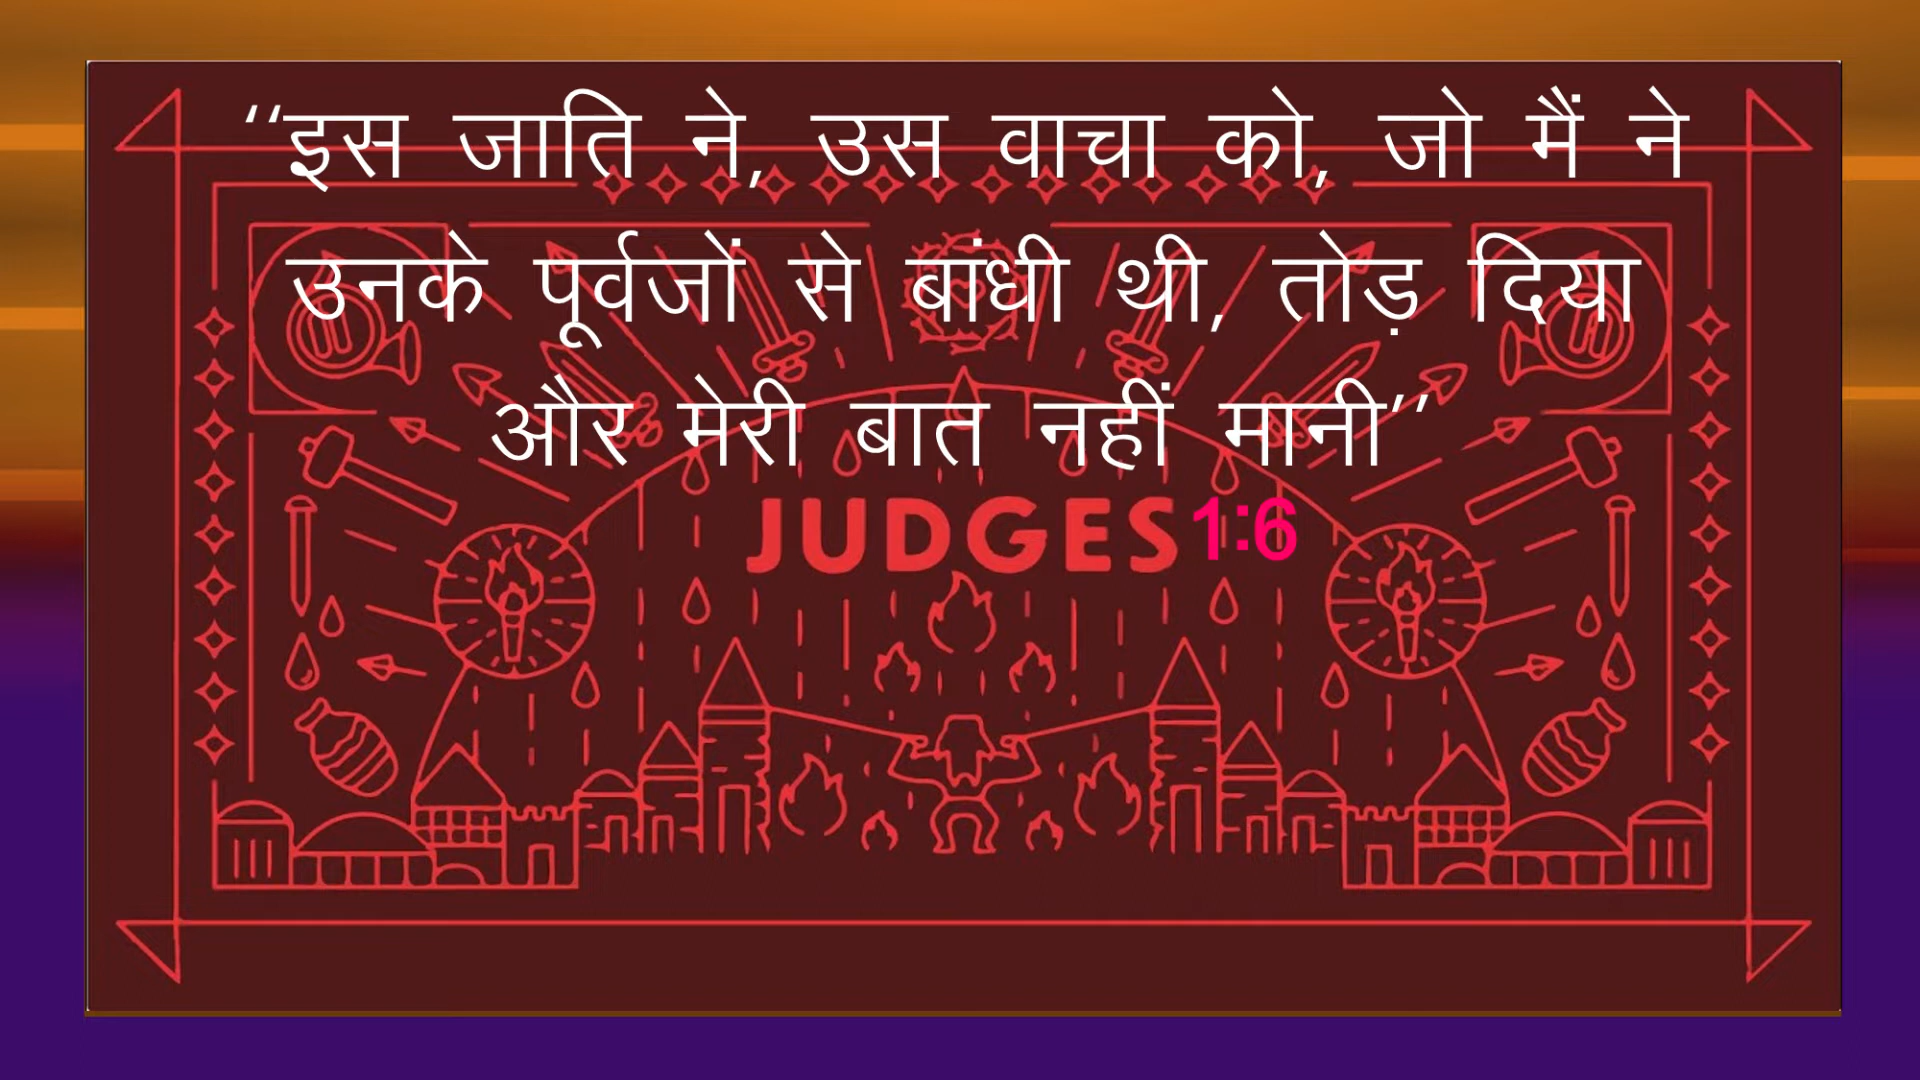 ‘‘इस जाति ने, उस वाचा को, जो मैं ने
उनके पूर्वजों से बांधी थी, तोड़ दिया
और मेरी बात नहीं मानी’’
JUDGES 1:6